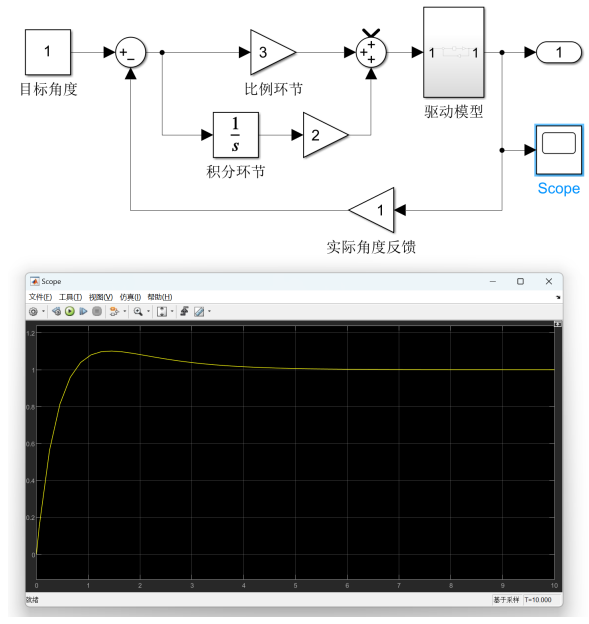 1
目标角度
+
−
3
比例环节
+
+
+
1 1
驱动模型
1
1
s
积分环节
2
Scope
1
实际角度反馈
Scope
文件(F) 工具(T) 视图(V) 仿真(I) 帮助(H)
1.2
1
0.8
0.6
0.4
0.2
0
0 1 2 3 4 5 6 7 8 9 10
就绪
基于采样 T=10.000